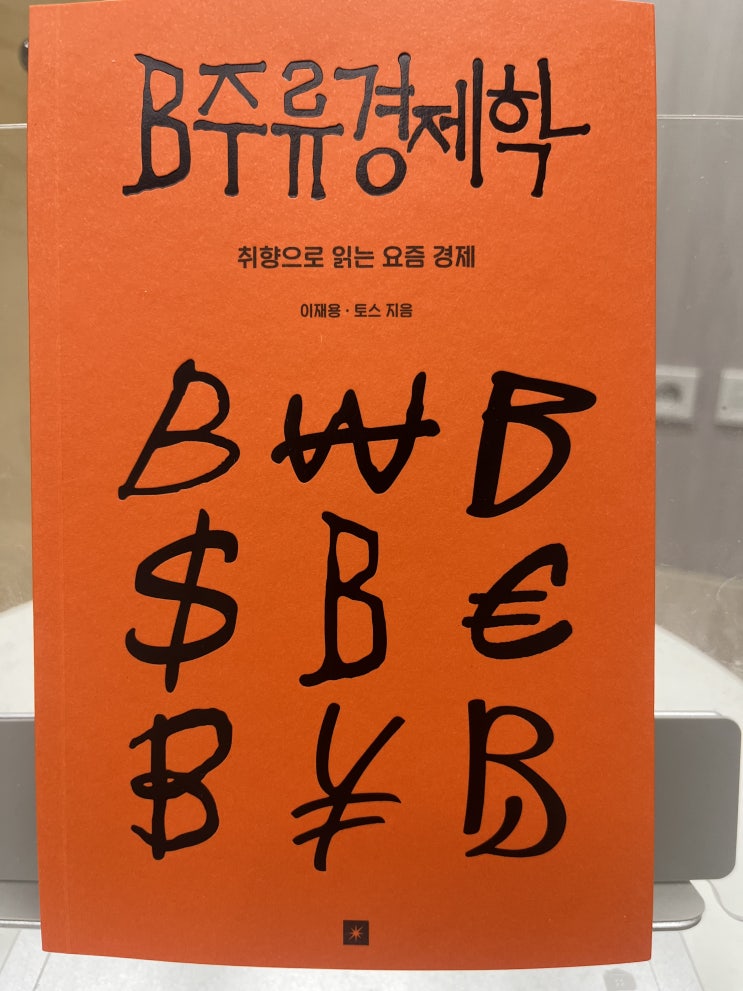 B주류경제학
취향으로 읽는 요즘 경제
이재용 · 토스 지음
B ₩ B
$ B €
B ¥ B